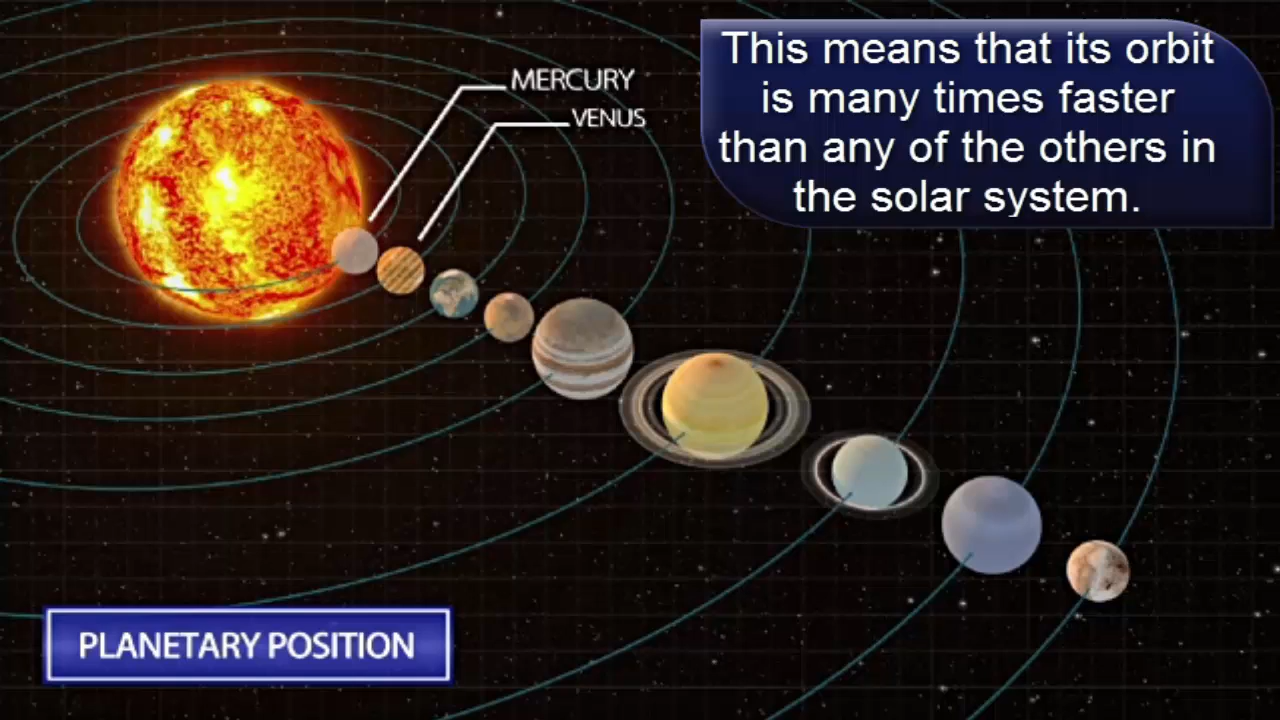 MERCURY
VENUS
This means that its orbit
is many times faster
than any of the others in
the solar system.
PLANETARY POSITION